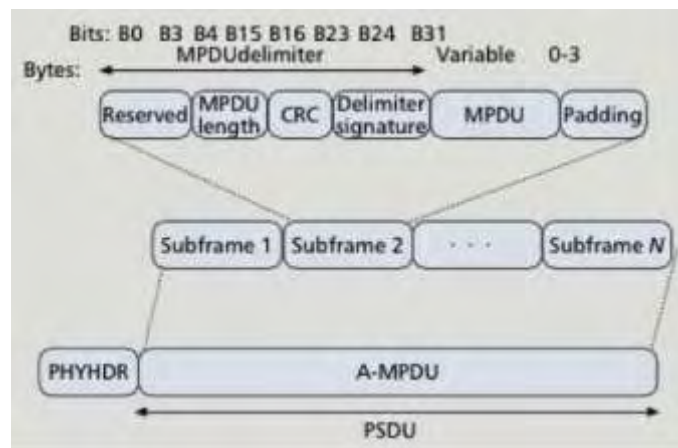 Bits: B0 B3 B4 B15 B16 B23 B24 B31
Bytes: MPDUdelimiter Variable 0-3
Reserved MPDU length CRC Delimiter signature MPDU Padding
Subframe 1 Subframe 2 . . . Subframe N
PHYHDR A-MPDU
PSDU